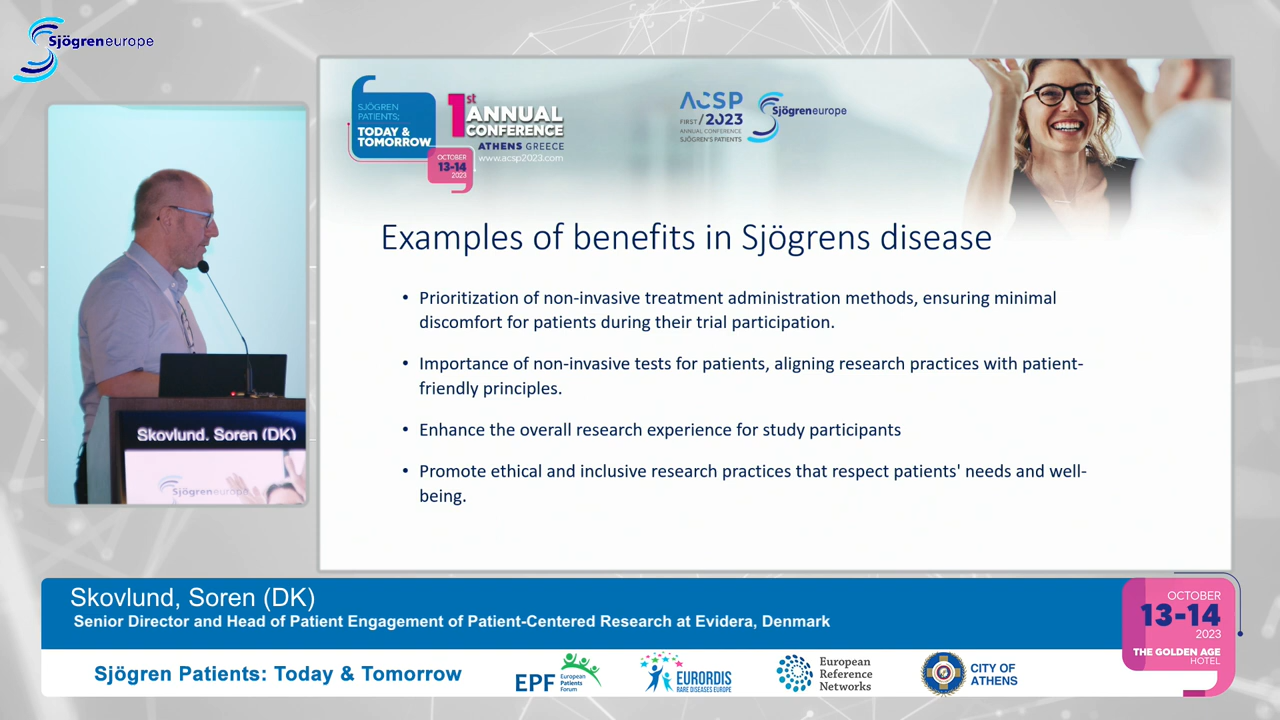 Sjögreneurope
SJÖGREN
PATIENTS:
TODAY &
TOMORROW
1st
ANNUAL
CONFERENCE
ATHENS GREECE
www.acsp2023.com
OCTOBER
13-14
2023
ACSP
FIRST / 2023
ANNUAL CONFERENCE
SJÖGREN'S PATIENTS
Sjögreneurope
Examples of benefits in Sjögrens disease
• Prioritization of non-invasive treatment administration methods, ensuring minimal
discomfort for patients during their trial participation.
• Importance of non-invasive tests for patients, aligning research practices with patient-
friendly principles.
• Enhance the overall research experience for study participants
• Promote ethical and inclusive research practices that respect patients' needs and well-
being.
Skovlund, Soren (DK)
Sjögreneurope
Skovlund, Soren (DK)
Senior Director and Head of Patient Engagement of Patient-Centered Research at Evidera, Denmark
OCTOBER
13-14
2023
THE GOLDEN AGE
HOTEL
Sjögren Patients: Today & Tomorrow
EPF
European
Patients
Forum
EURORDIS
RARE DISEASES EUROPE
European
Reference
Networks
CITY OF
ATHENS